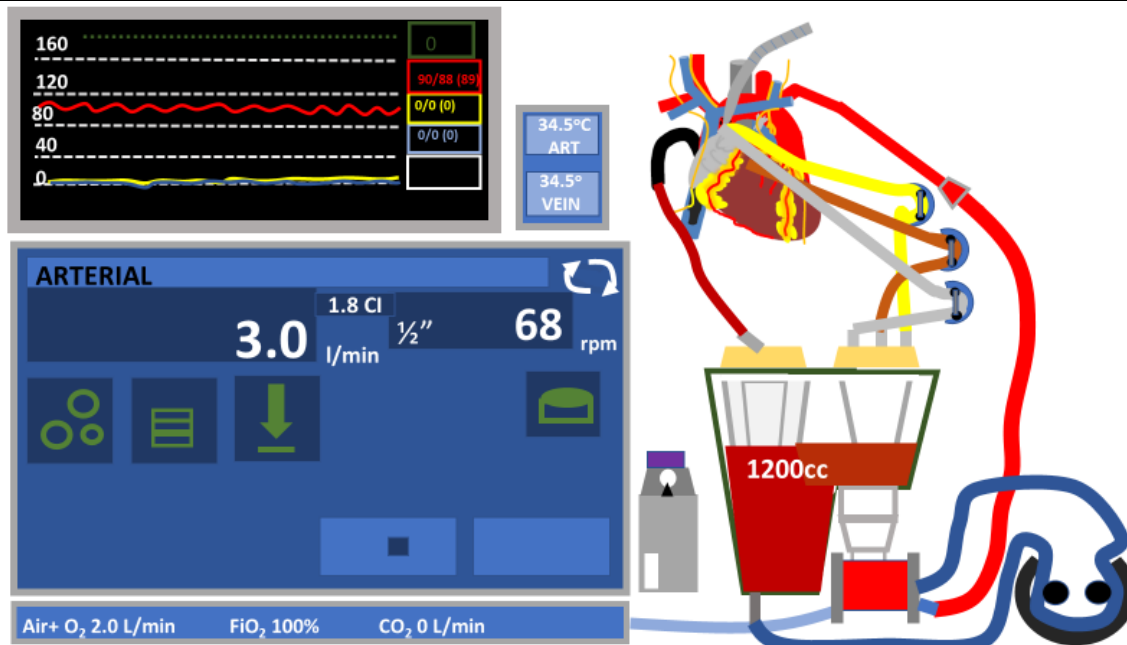 160
120
80
40
0
0
90/88 (89)
0/0 (0)
0/0 (0)
34.5°C
ART
34.5°
VEIN
ARTERIAL
3.0 l/min
1.8 CI
½” 68 rpm
1200cc
Air+ O₂ 2.0 L/min FiO₂ 100% CO₂ 0 L/min